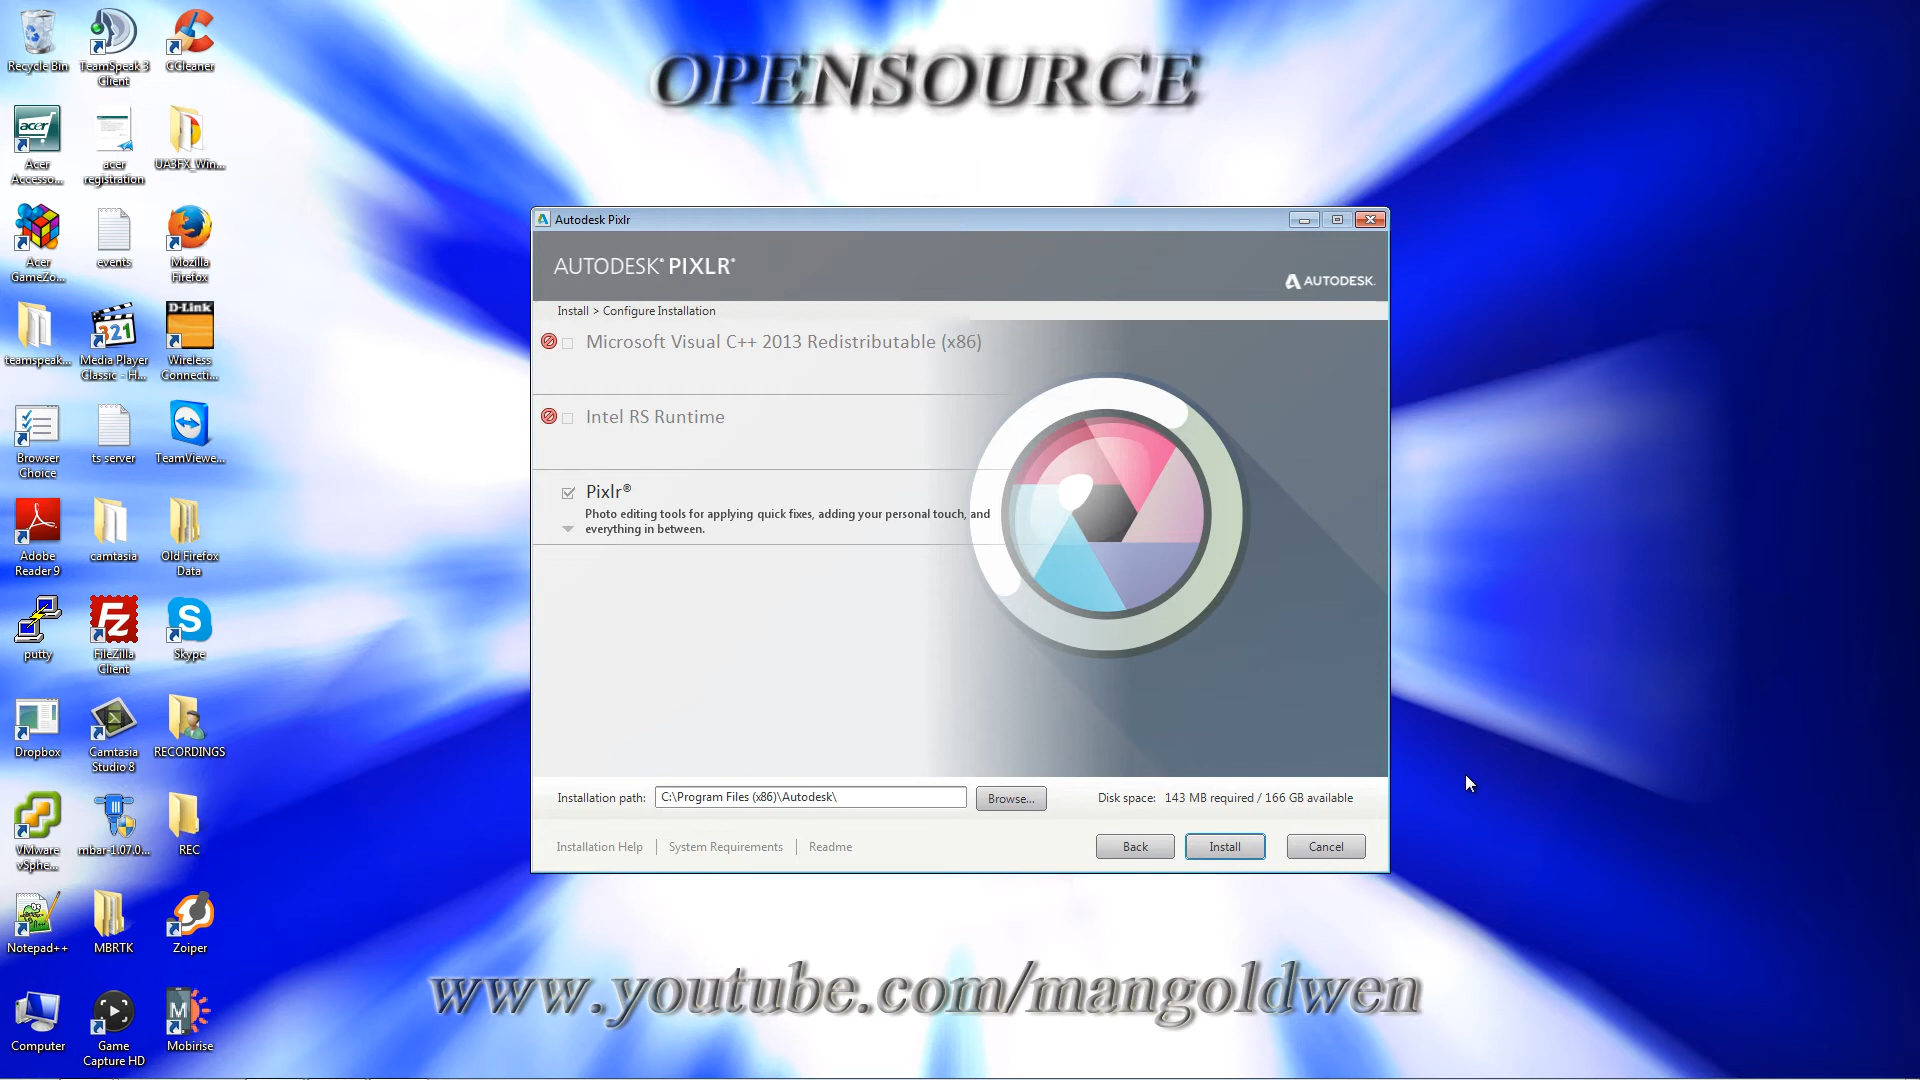 OPENSOURCE
Recycle Bin
TeamSpeak 3
Client
CCleaner
acer
Acer
Accesso...
acer
registration
UA3FX_Win...
Acer
GameZo...
events
Mozilla
Firefox
teamspeak...
321
Media Player
Classic - H...
D-Link
Wireless
Connecti...
Browser
Choice
ts server
TeamViewe...
Adobe
Reader 9
camtasia
Old Firefox
Data
putty
FZ
FileZilla
Client
S
Skype
Dropbox
Camtasia
Studio 8
RECORDINGS
VMware
vSphe...
mbar-1.07.0...
REC
Notepad++
MBRTK
Zoiper
Computer
Game
Capture HD
M
Mobirise
Autodesk Pixlr
AUTODESK® PIXLR®
AUTODESK.
Install > Configure Installation
Microsoft Visual C++ 2013 Redistributable (x86)
Intel RS Runtime
Pixlr®
Photo editing tools for applying quick fixes, adding your personal touch, and
everything in between.
Installation path: C:\Program Files (x86)\Autodesk\ Browse... Disk space: 143 MB required / 166 GB available
Installation Help System Requirements Readme Back Install Cancel
www.youtube.com/mangoldwen